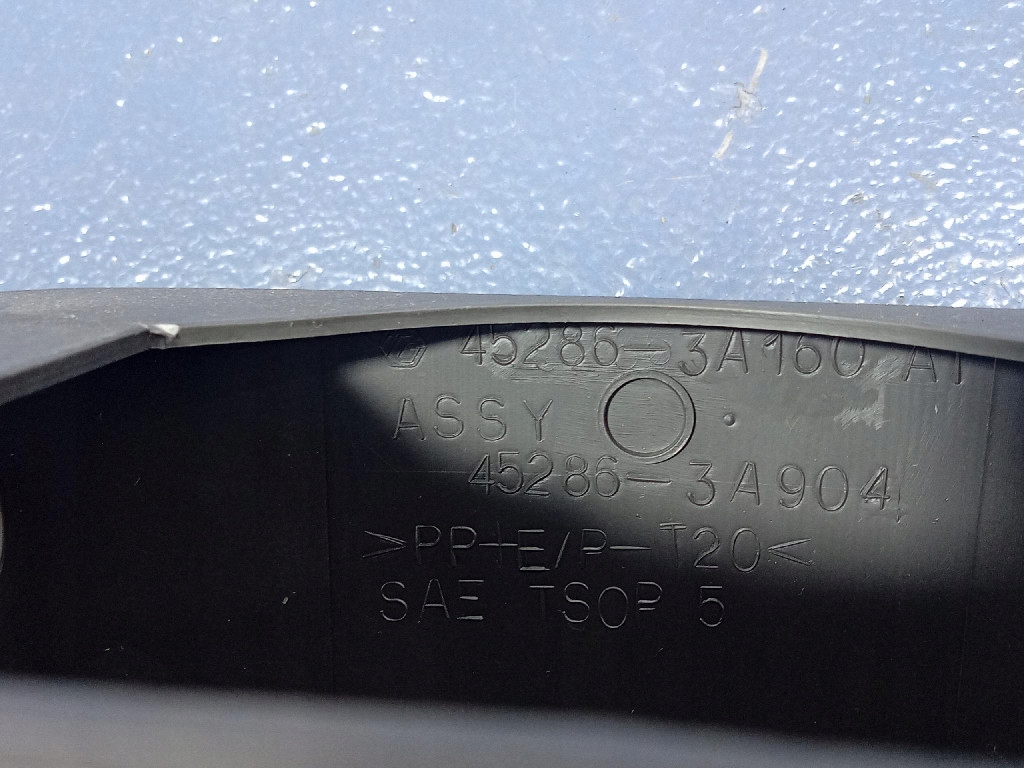 45286-3A160 A1
ASSY
45286-3A904
>PP+E/P-T20<
SAE TSOP 5